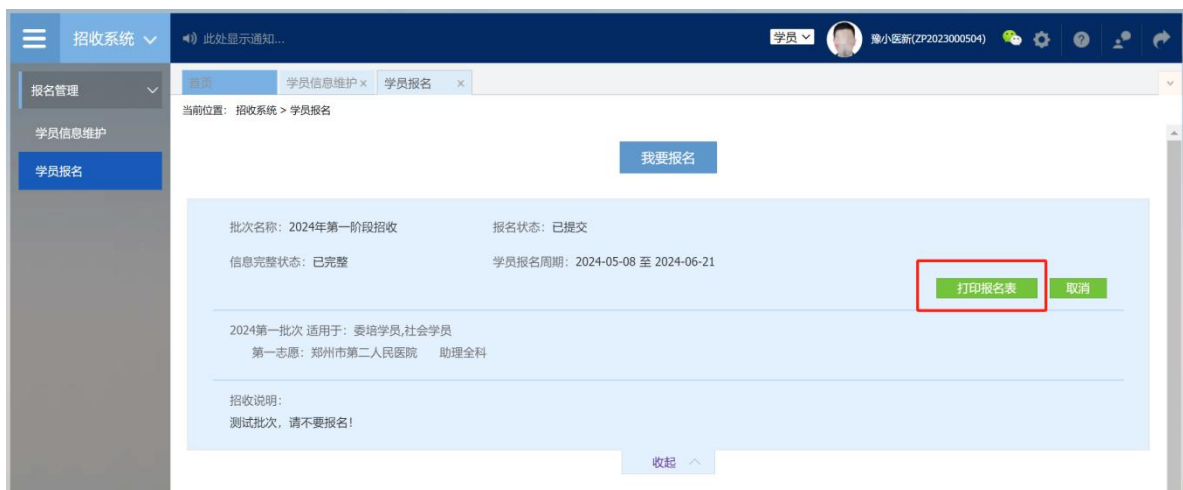 招收系统 此处显示通知... 学员 豫小医新(ZP2023000504)
报名管理 首页 学员信息维护× 学员报名 ×
当前位置： 招收系统 > 学员报名
学员信息维护
学员报名
我要报名
批次名称：2024年第一阶段招收 报名状态：已提交
信息完整状态：已完整 学员报名周期：2024-05-08 至 2024-06-21
打印报名表 取消
2024第一批次 适用于：委培学员,社会学员
第一志愿：郑州市第二人民医院 助理全科
招收说明：
测试批次，请不要报名！
收起